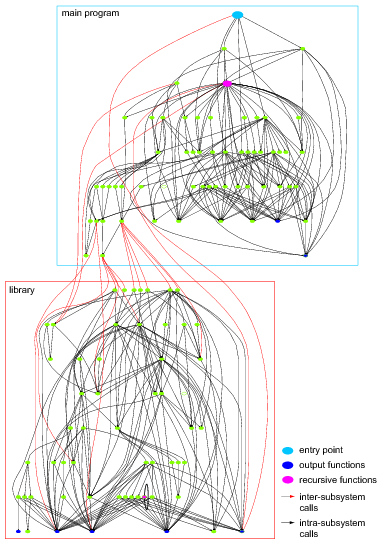 main program
library
entry point
output functions
recursive functions
inter-subsystem
calls
intra-subsystem
calls